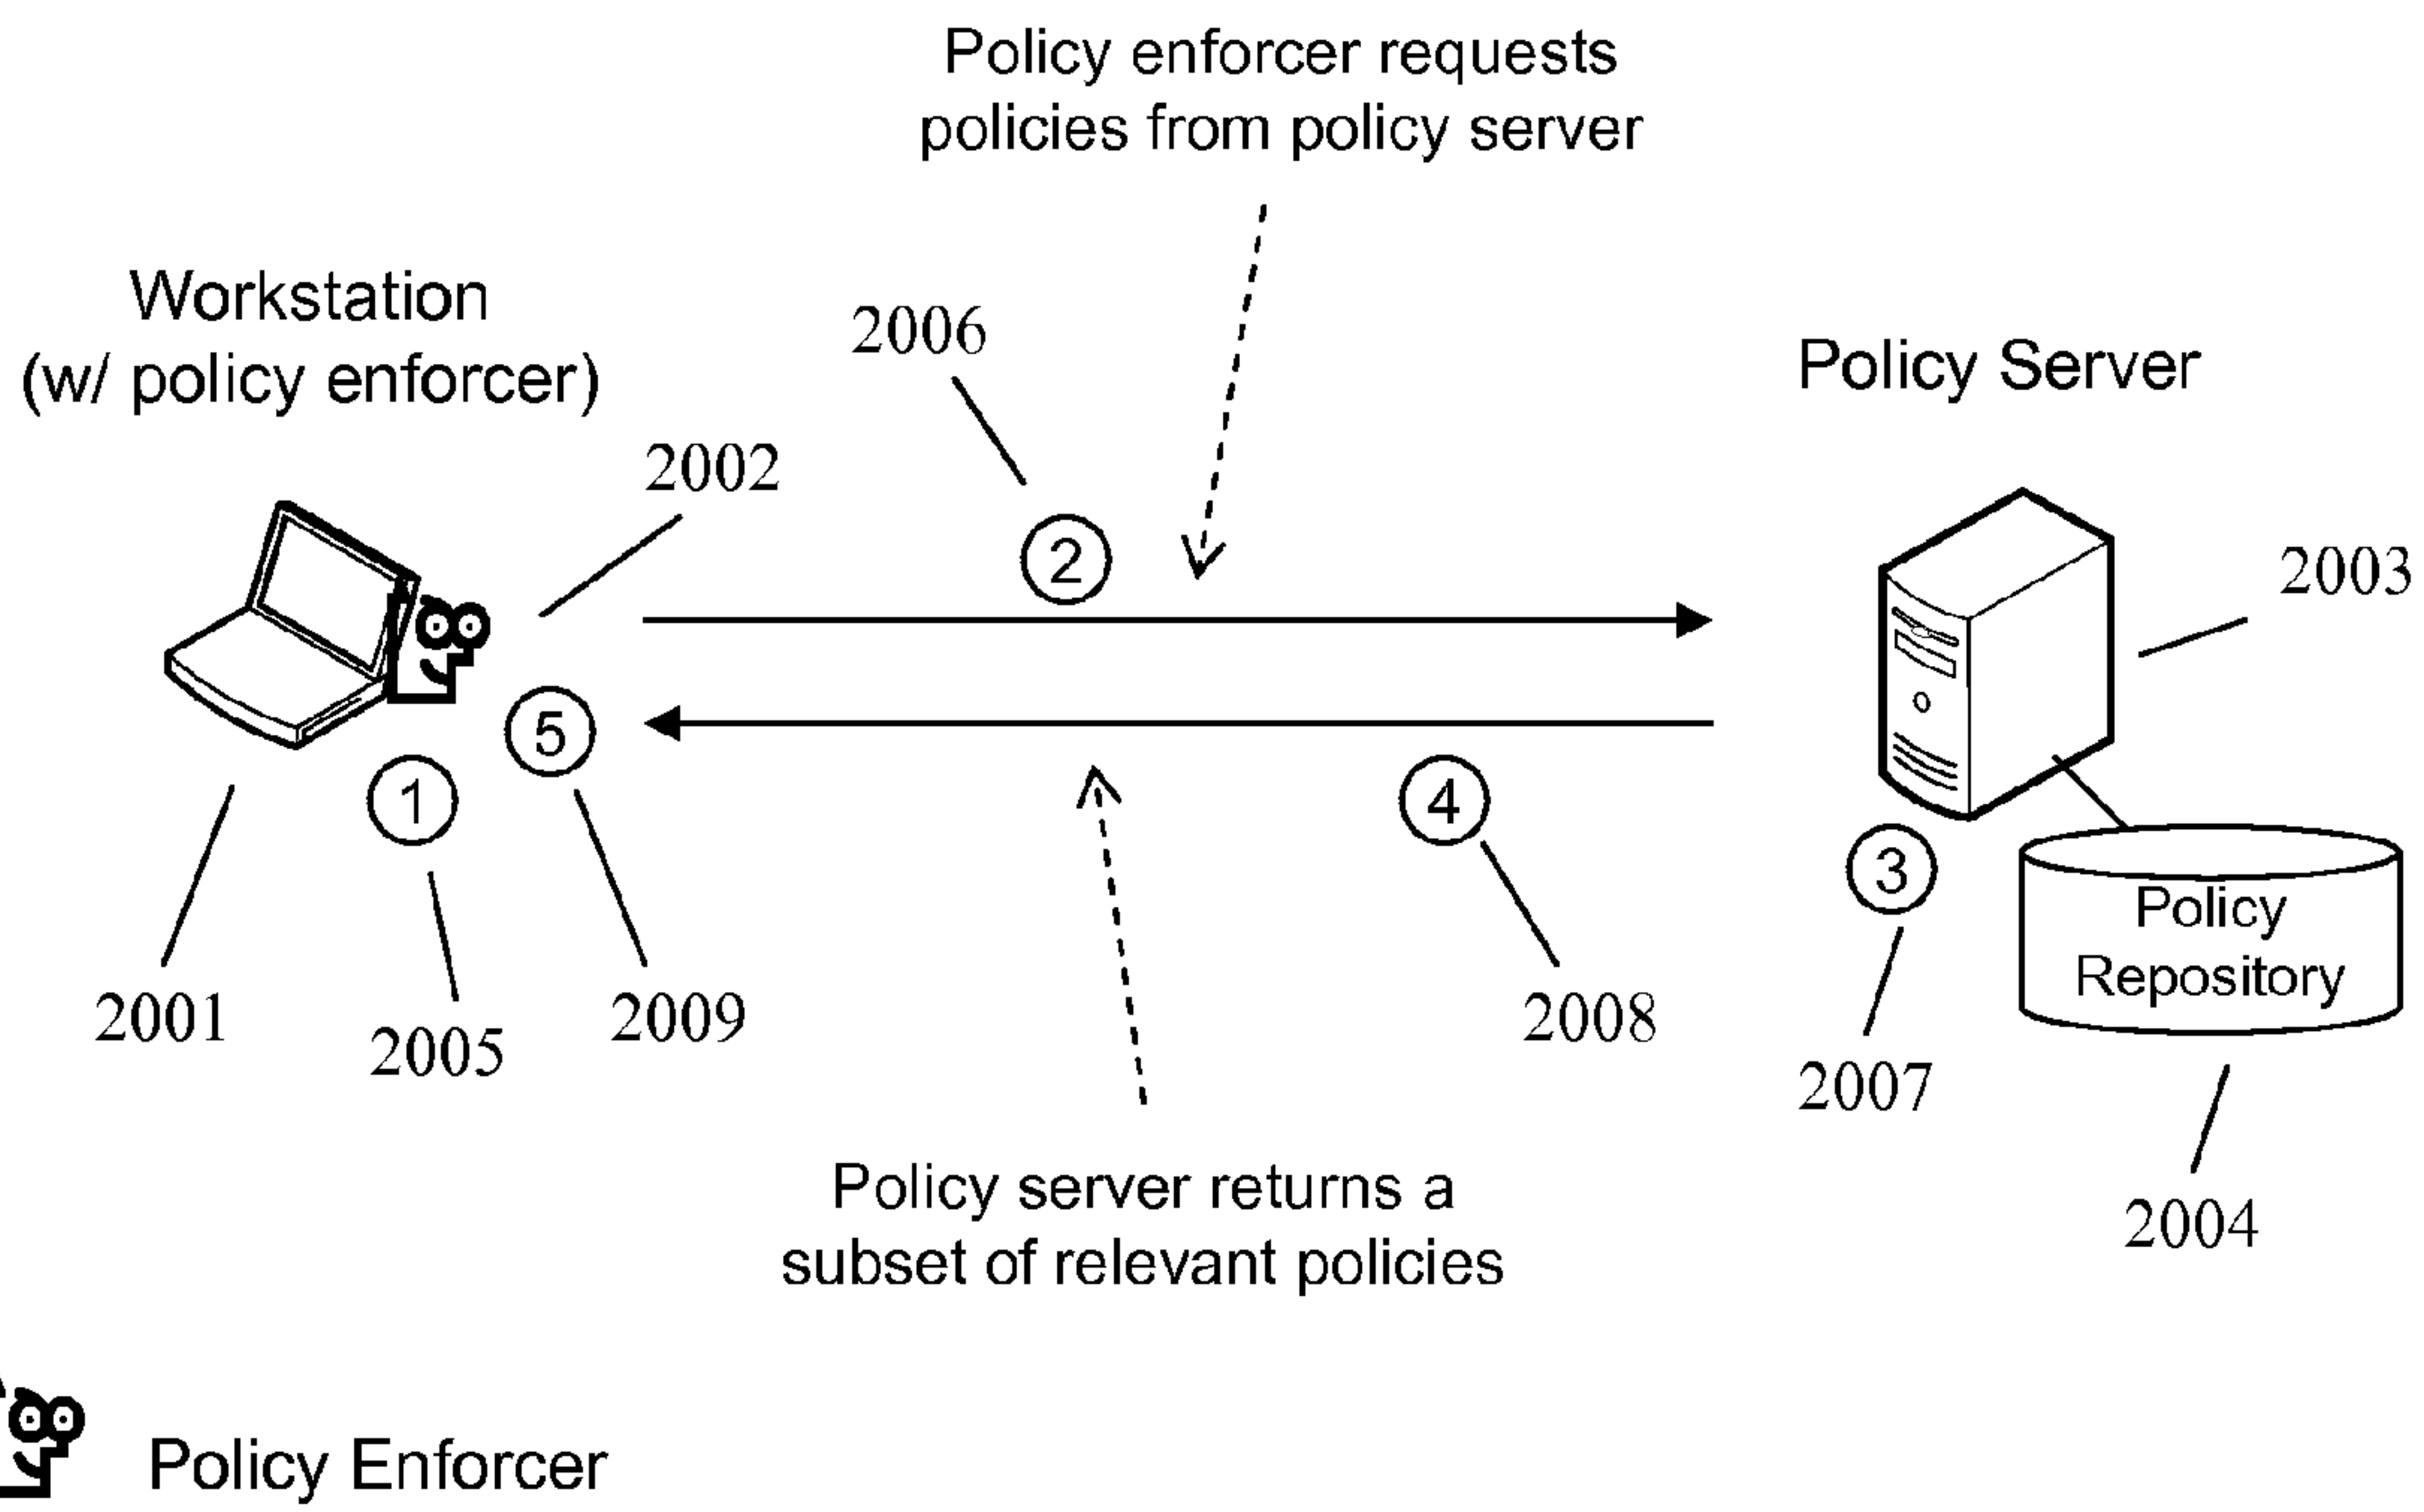 Policy enforcer requests
policies from policy server
Workstation
(w/ policy enforcer)
2006
Policy Server
2002
2
2003
5
1
4
3
Policy
Repository
2001
2005
2009
2008
2007
2004
Policy server returns a
subset of relevant policies
Policy Enforcer